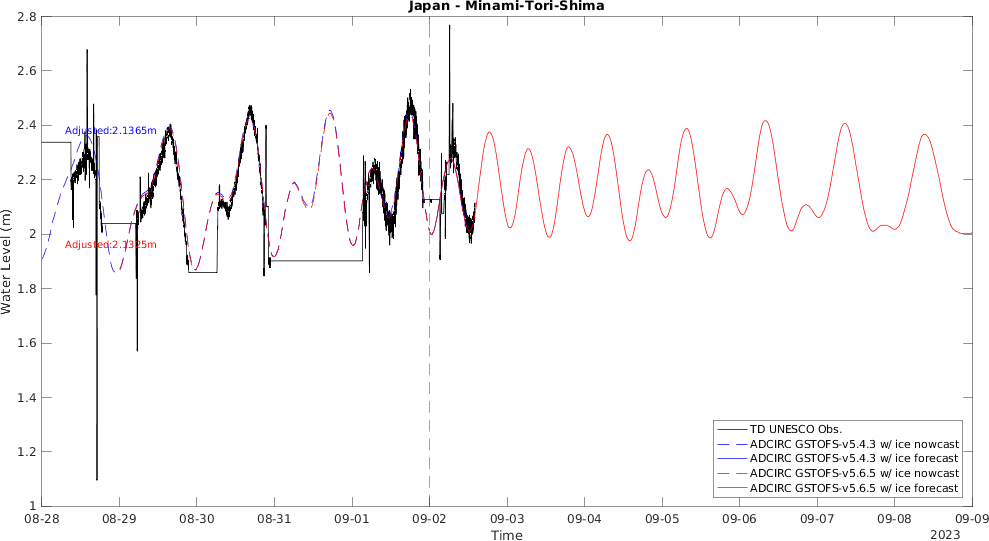 Japan - Minami-Tori-Shima
2.8
2.6
2.4
2.2
2
1.8
1.6
1.4
1.2
1
Water Level (m)
Adjusted:2.1365m
Adjusted:2.1325m
TD UNESCO Obs.
ADCIRC GSTOFS-v5.4.3 w/ ice nowcast
ADCIRC GSTOFS-v5.4.3 w/ ice forecast
ADCIRC GSTOFS-v5.6.5 w/ ice nowcast
ADCIRC GSTOFS-v5.6.5 w/ ice forecast
08-28 08-29 08-30 08-31 09-01 09-02 09-03 09-04 09-05 09-06 09-07 09-08 09-09
Time
2023